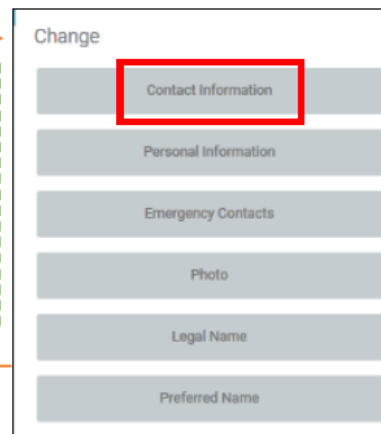 Change
Contact Information
Personal Information
Emergency Contacts
Photo
Legal Name
Preferred Name